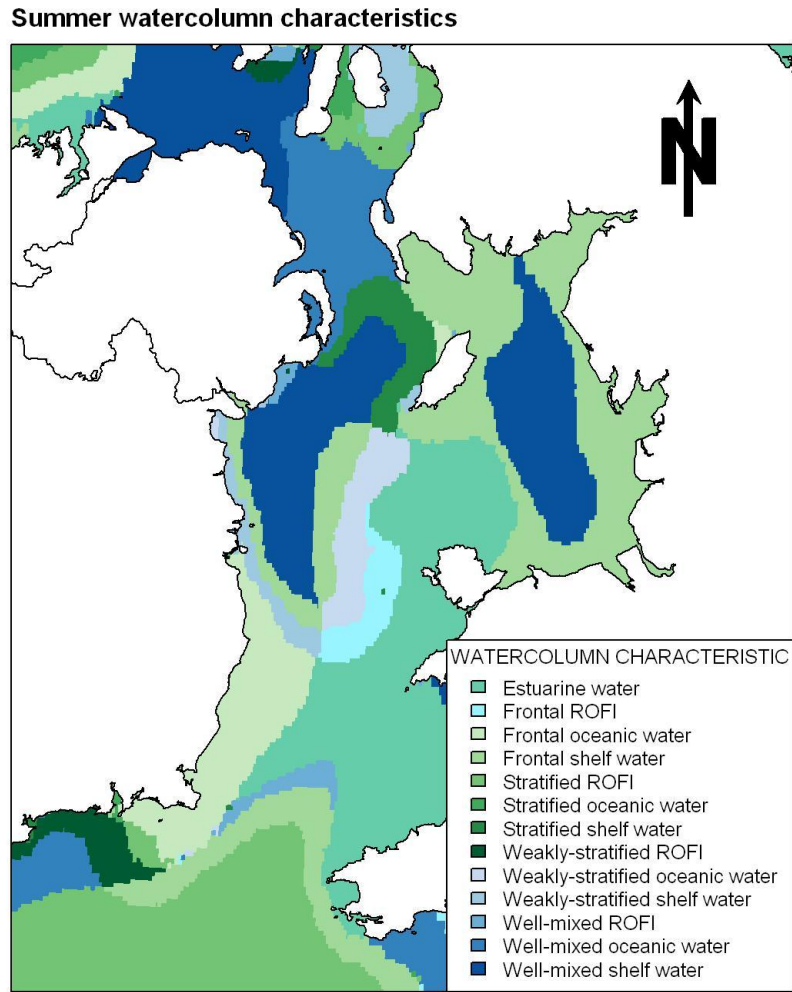 Summer watercolumn characteristics
N
WATERCOLUMN CHARACTERISTIC
Estuarine water
Frontal ROFI
Frontal oceanic water
Frontal shelf water
Stratified ROFI
Stratified oceanic water
Stratified shelf water
Weakly-stratified ROFI
Weakly-stratified oceanic water
Weakly-stratified shelf water
Well-mixed ROFI
Well-mixed oceanic water
Well-mixed shelf water